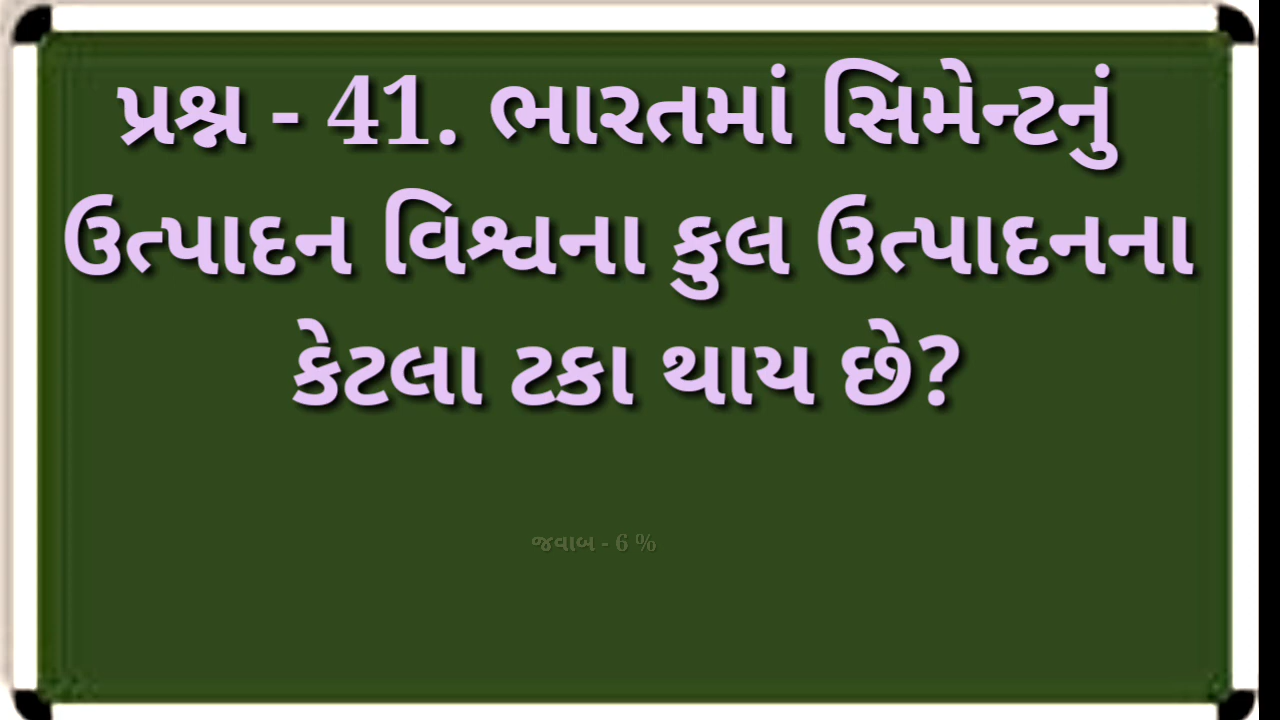 પ્રશ્ન - 41. ભારતમાં સિમેન્ટનું
ઉત્પાદન વિશ્વના કુલ ઉત્પાદનના
કેટલા ટકા થાય છે?
જવાબ - 6 %